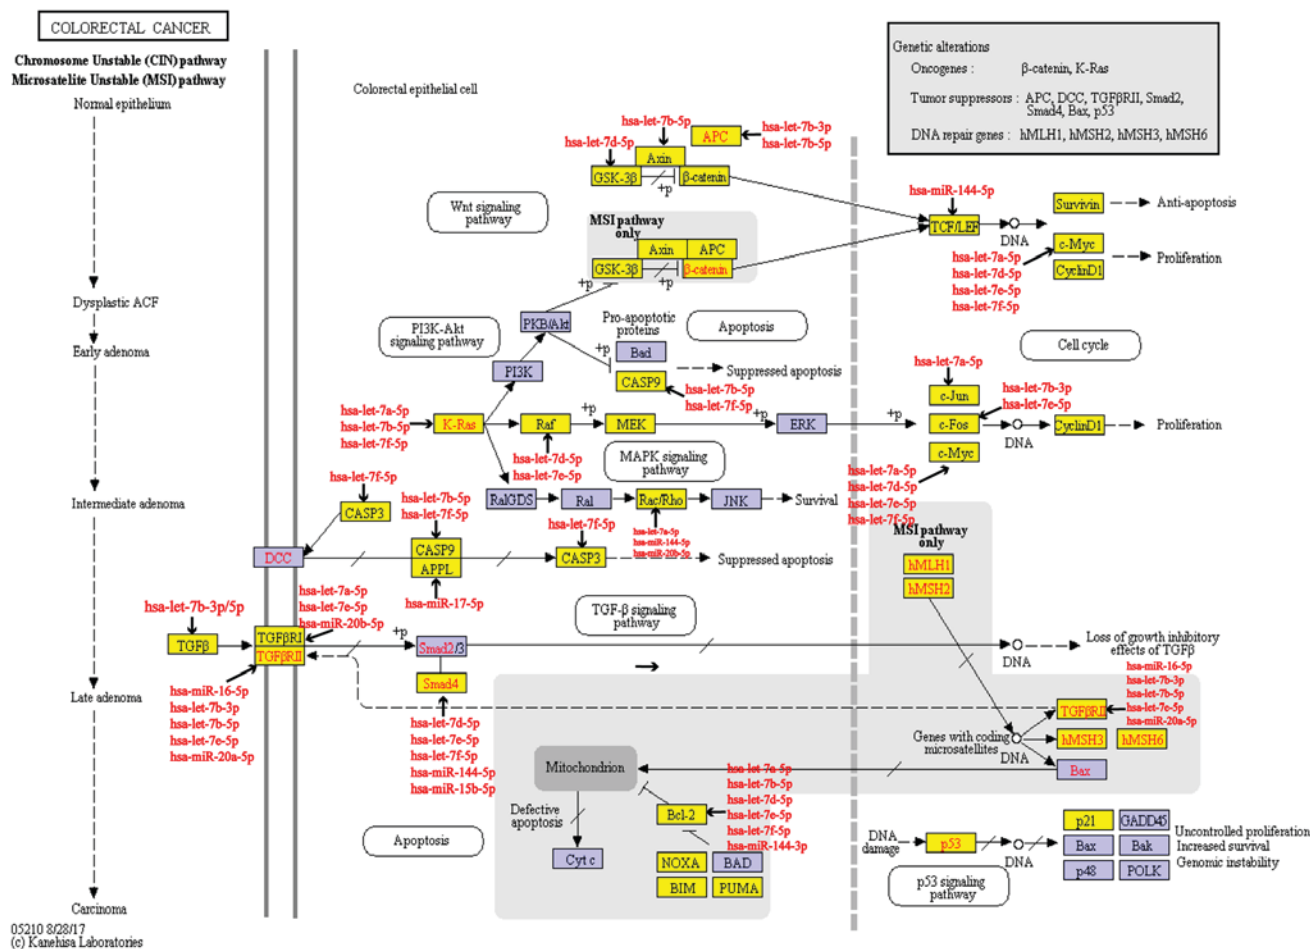 COLORECTAL CANCER
Chromosome Unstable (CIN) pathway
Microsatelite Unstable (MSI) pathway
Normal epithelium
Dysplastic ACF
Early adenoma
Intermediate adenoma
Late adenoma
Carcinoma
05210 8/28/17
(c) Kanehisa Laboratories
Colorectal epithelial cell
Genetic alterations
Oncogenes : β-catenin, K-Ras
Tumor suppressors : APC, DCC, TGFβRII, Smad2,
Smad4, Bax, p53
DNA repair genes : hMLH1, hMSH2, hMSH3, hMSH6
hsa-let-7b-5p
hsa-let-7d-5p
APC
hsa-let-7b-3p
hsa-let-7b-5p
Axin
GSK-3β
β-catenin
+p
Wnt signaling
pathway
MSI pathway
only
Axin
APC
GSK-3β
β-catenin
+p
+p
hsa-miR-144-5p
TCF/LEF
DNA
Survivin
Anti-apoptosis
c-Myc
CyclinD1
Proliferation
hsa-let-7a-5p
hsa-let-7d-5p
hsa-let-7e-5p
hsa-let-7f-5p
PI3K-Akt
signaling pathway
PKB/Akt
PI3K
Pro-apoptotic
proteins
Apoptosis
+p
Bad
CASP9
Suppressed apoptosis
hsa-let-7b-5p
hsa-let-7f-5p
Cell cycle
hsa-let-7a-5p
c-Jun
hsa-let-7b-3p
hsa-let-7e-5p
hsa-let-7a-5p
hsa-let-7b-5p
hsa-let-7f-5p
K-Ras
Raf
+p
MEK
+p
ERK
+p
c-Fos
DNA
CyclinD1
Proliferation
c-Myc
hsa-let-7d-5p
hsa-let-7e-5p
MAPK signaling
pathway
hsa-let-7a-5p
hsa-let-7d-5p
hsa-let-7e-5p
hsa-let-7f-5p
RalGDS
Ral
Rac/Rho
JNK
Survival
hsa-let-7a-5p
hsa-miR-144-5p
hsa-miR-20b-5p
hsa-let-7f-5p
CASP3
hsa-let-7b-5p
hsa-let-7f-5p
DCC
CASP9
APPL
hsa-let-7f-5p
CASP3
Suppressed apoptosis
hsa-miR-17-5p
MSI pathway
only
hMLH1
hMSH2
hsa-let-7b-3p/5p
hsa-let-7a-5p
hsa-let-7e-5p
hsa-miR-20b-5p
TGFβ
TGFβRI
TGFβRII
+p
Smad2/3
Smad4
TGF-β signaling
pathway
DNA
Loss of growth inhibitory
effects of TGFβ
hsa-miR-16-5p
hsa-let-7b-3p
hsa-let-7b-5p
hsa-let-7e-5p
hsa-miR-20a-5p
hsa-let-7d-5p
hsa-let-7e-5p
hsa-let-7f-5p
hsa-miR-144-5p
hsa-miR-15b-5p
hsa-miR-16-5p
hsa-let-7b-3p
hsa-let-7b-5p
hsa-let-7e-5p
hsa-miR-20a-5p
TGFβRII
Genes with coding
microsatellites
DNA
hMSH3
hMSH6
Bax
Mitochondrion
Defective
apoptosis
Cyt c
Apoptosis
hsa-let-7a-5p
hsa-let-7b-5p
hsa-let-7d-5p
hsa-let-7e-5p
hsa-let-7f-5p
hsa-miR-144-3p
Bcl-2
NOXA
BAD
BIM
PUMA
DNA
damage
p53
DNA
p53 signaling
pathway
p21
GADD45
Bax
Bak
p48
POLK
Uncontrolled proliferation
Increased survival
Genomic instability